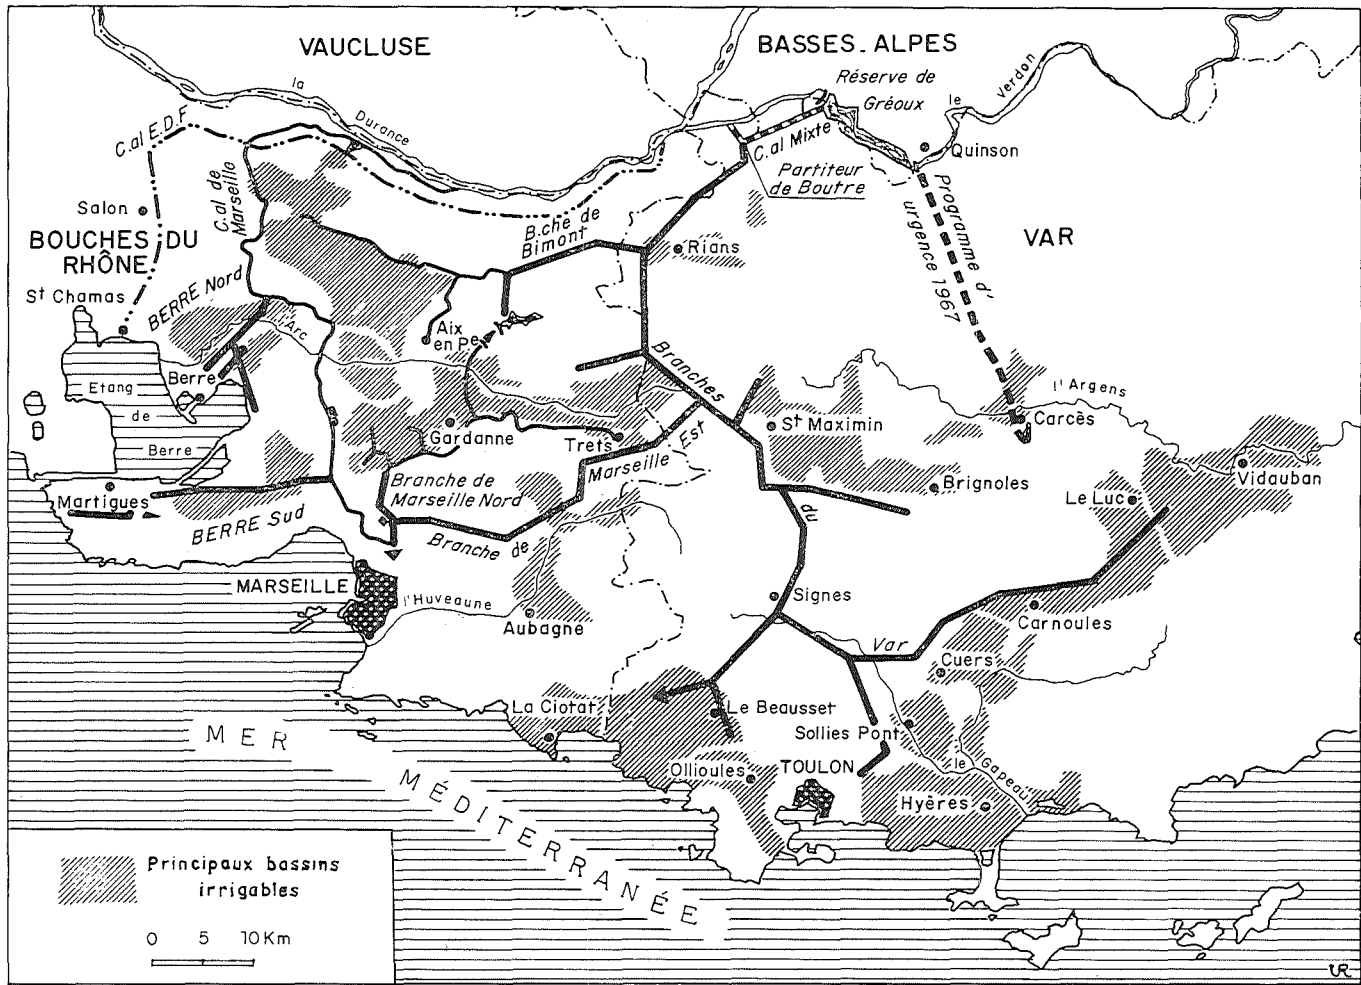 VAUCLUSE
BASSES-ALPES
la
Durance
Réserve de
Gréoux
le
Verdon
C.al E.D.F
C.al de
Marseille
C.al Mixte
Quinson
Partiteur
de Boutre
Programme d'
urgence 1967
Salon
BOUCHES DU
RHÔNE
B.che de
Bimont
Rians
VAR
St Chamas
BERRE Nord
l'Arc
Aix
en Pce
Branches
Etang
de
Berre
Berre
l'Argens
Carcès
Gardanne
Trets
St Maximin
Est
Marseille
Vidauban
Martigues
Branche de
Marseille Nord
Brignoles
Le Luc
BERRE Sud
Branche de
du
MARSEILLE
l'Huveaune
Aubagne
Signes
Carnoules
Var
Cuers
La Ciotat
Le Beausset
Sollies Pont
MER
MÉDITERRANÉE
Ollioules
TOULON
le
Gapeau
Hyères
Principaux bassins
irrigables
0 5 10 Km